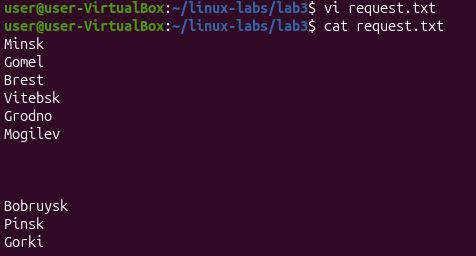 user@user-VirtualBox:~/linux-labs/lab3$ vi request.txt
user@user-VirtualBox:~/linux-labs/lab3$ cat request.txt
Minsk
Gomel
Brest
Vitebsk
Grodno
Mogilev
Bobruysk
Pinsk
Gorki